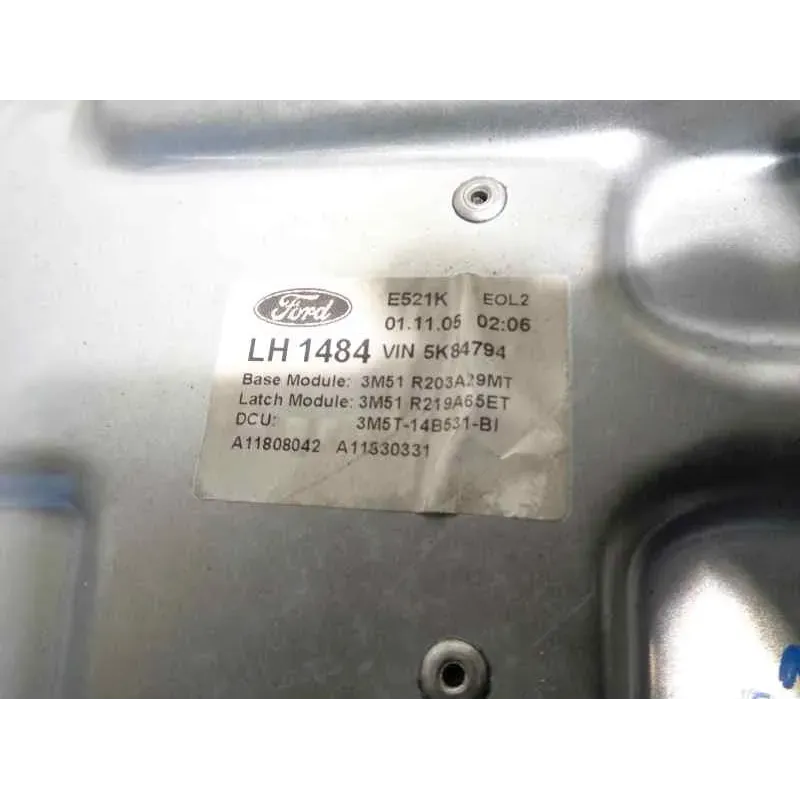 Ford
E521K EOL2
01.11.05 02:06
LH 1484 VIN 5K84794
Base Module: 3M51 R203A29MT
Latch Module: 3M51 R219A65ET
DCU: 3M5T-14B531-BI
A11808042 A11530331